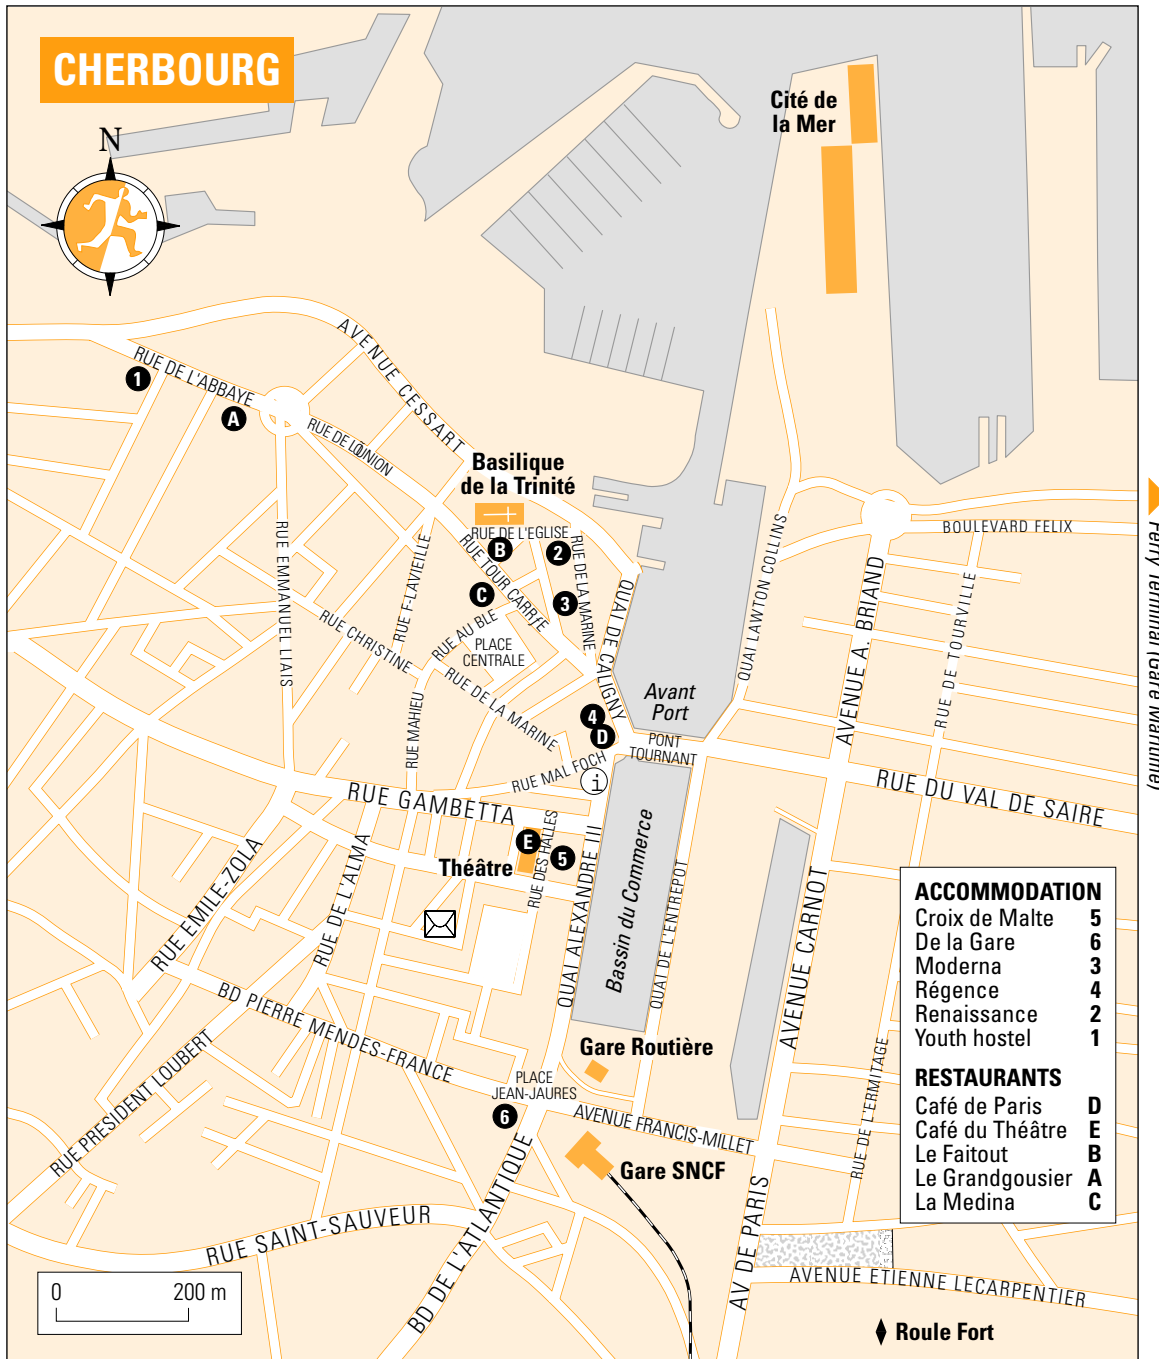 CHERBOURG
N
Cité de
la Mer
AVENUE CESSART
RUE DE L'ABBAYE
1
A
RUE DE LÕUNION
Basilique
de la Trinité
RUE DE L'EGLISE
B
2
RUE DE LA MARINE
RUE TOUR CARRƒE
C
3
RUE EMMANUEL LIAIS
RUE F-LAVIEILLE
RUE CHRISTINE
RUE AU BLE
PLACE
CENTRALE
RUE DE LA MARINE
RUE MAHIEU
QUAI DE CALIGNY
QUAI LAWTON COLLINS
BOULEVARD FELIX
Ferry Terminal (Gare Maritime)
AVENUE A. BRIAND
RUE DE TOURVILLE
Avant
Port
4
D
PONT
TOURNANT
RUE MAL FOCH
i
RUE GAMBETTA
RUE DU VAL DE SAIRE
E
5
Théâtre
RUE DES HALLES
QUAI ALEXANDRE III
Bassin du Commerce
QUAI DE L'ENTREPOT
AVENUE CARNOT
RUE EMILE-ZOLA
RUE DE L'ALMA
BD PIERRE MENDES-FRANCE
RUE PRESIDENT LOUBERT
Gare Routière
PLACE
JEAN-JAURES
6
AVENUE FRANCIS-MILLET
Gare SNCF
RUE DE L'ERMITAGE
RUE SAINT-SAUVEUR
BD DE L'ATLANTIQUE
AV DE PARIS
AVENUE ETIENNE LECARPENTIER
Roule Fort
0 200 m
ACCOMMODATION
Croix de Malte 5
De la Gare 6
Moderna 3
Régence 4
Renaissance 2
Youth hostel 1
RESTAURANTS
Café de Paris D
Café du Théâtre E
Le Faitout B
Le Grandgousier A
La Medina C